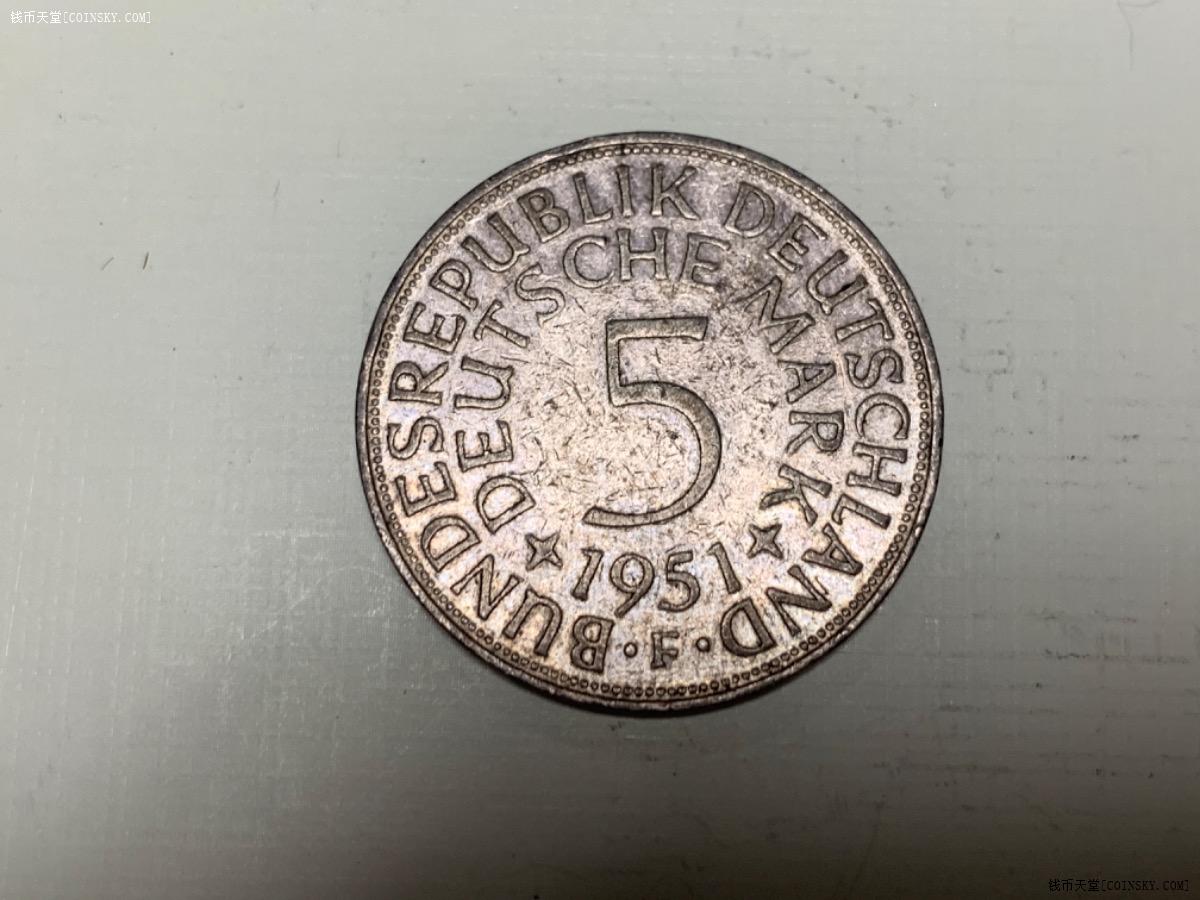 钱币天堂[COINSKY.COM]
BUNDESREPUBLIK DEUTSCHLAND
DEUTSCHE MARK
5
1951
· F ·
钱币天堂[COINSKY.COM]